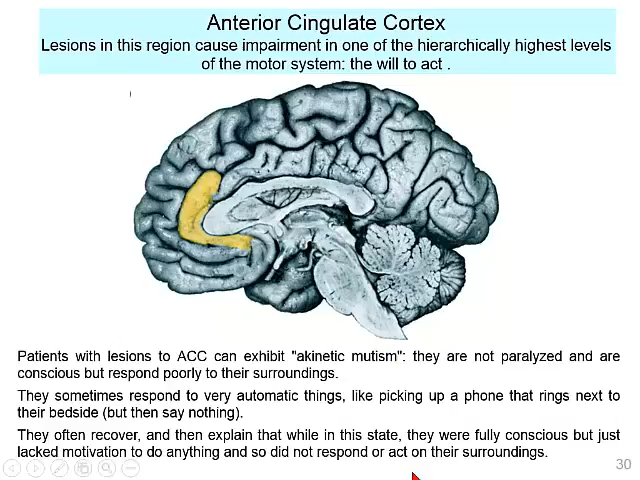 Anterior Cingulate Cortex
Lesions in this region cause impairment in one of the hierarchically highest levels
of the motor system: the will to act .
Patients with lesions to ACC can exhibit "akinetic mutism": they are not paralyzed and are
conscious but respond poorly to their surroundings.
They sometimes respond to very automatic things, like picking up a phone that rings next to
their bedside (but then say nothing).
They often recover, and then explain that while in this state, they were fully conscious but just
lacked motivation to do anything and so did not respond or act on their surroundings.
30